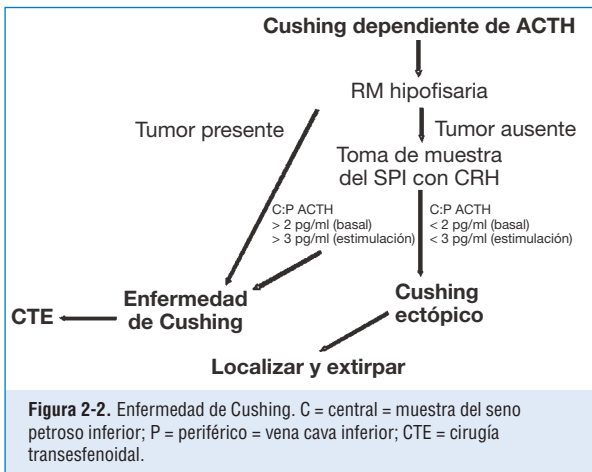 Cushing dependiente de ACTH
RM hipofisaria
Tumor presente
Tumor ausente
Toma de muestra
del SPI con CRH
C:P ACTH
> 2 pg/ml (basal)
> 3 pg/ml (estimulación)
C:P ACTH
< 2 pg/ml (basal)
< 3 pg/ml (estimulación)
CTE
Enfermedad
de Cushing
Cushing
ectópico
Localizar y extirpar
Figura 2-2. Enfermedad de Cushing. C = central = muestra del seno
petroso inferior; P = periférico = vena cava inferior; CTE = cirugía
transesfenoidal.